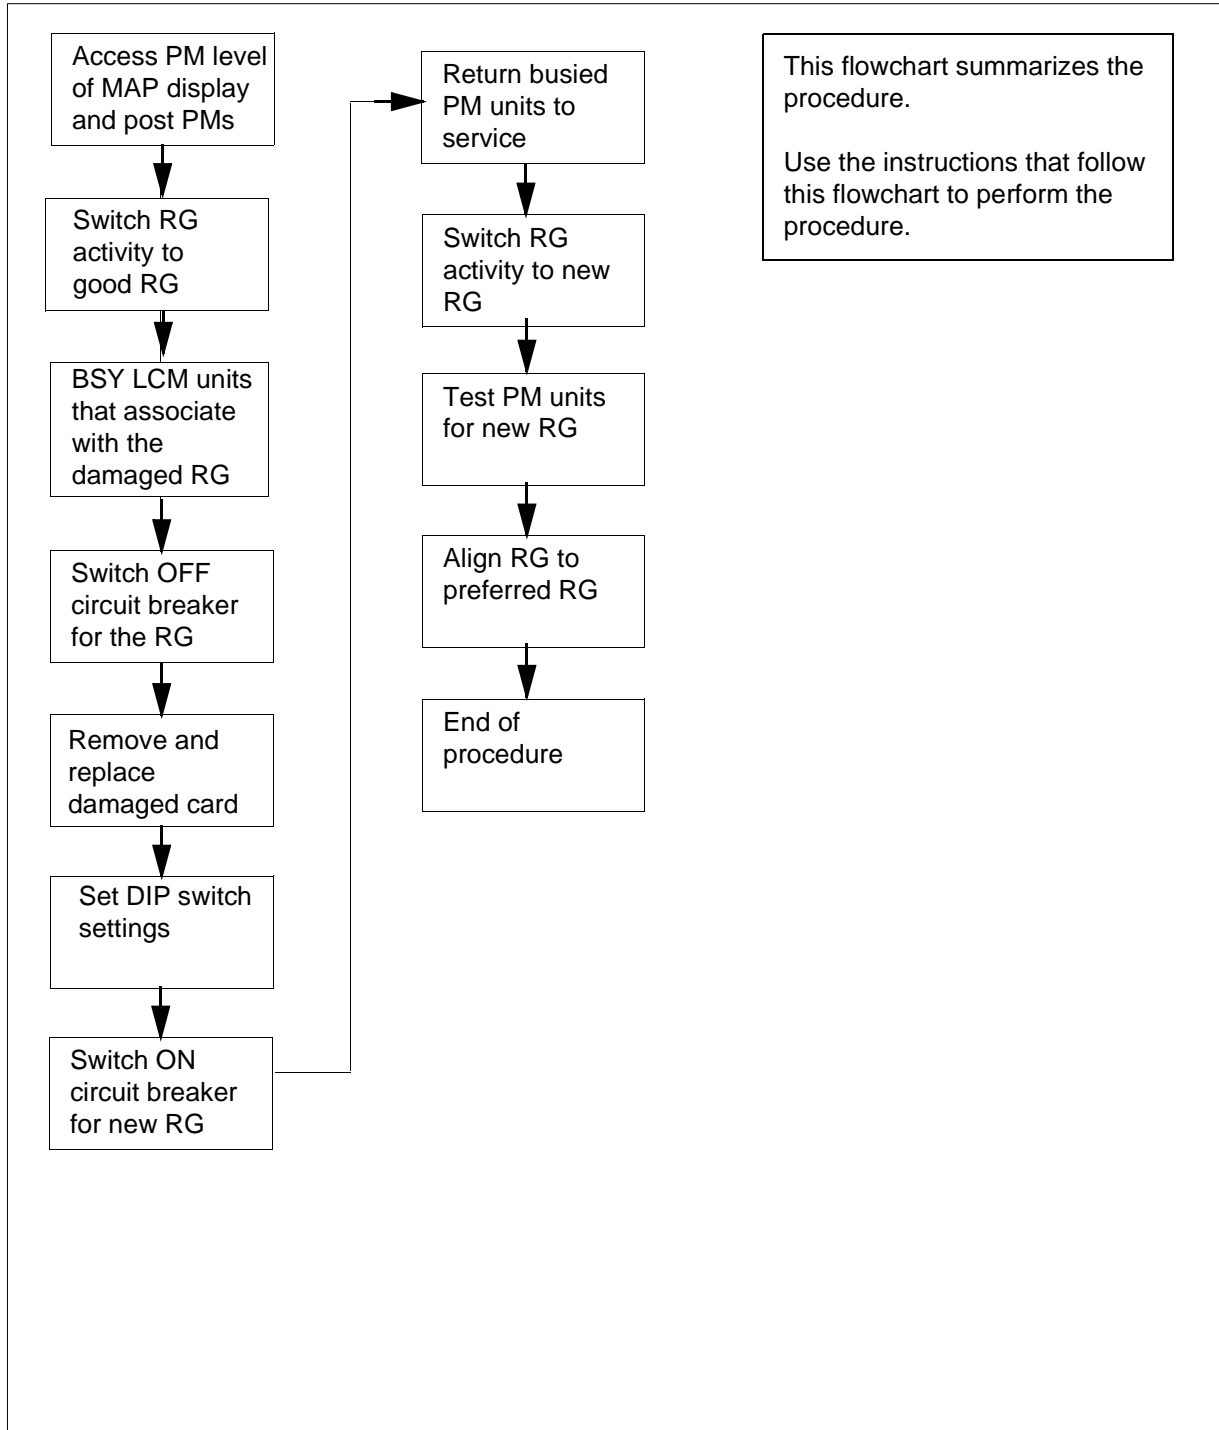 Access PM level
of MAP display
and post PMs
Switch RG
activity to
good RG
BSY LCM units
that associate
with the
damaged RG
Switch OFF
circuit breaker
for the RG
Remove and
replace
damaged card
Set DIP switch
settings
Switch ON
circuit breaker
for new RG
Return busied
PM units to
service
Switch RG
activity to new
RG
Test PM units
for new RG
Align RG to
preferred RG
End of
procedure
This flowchart summarizes the
procedure.
Use the instructions that follow
this flowchart to perform the
procedure.